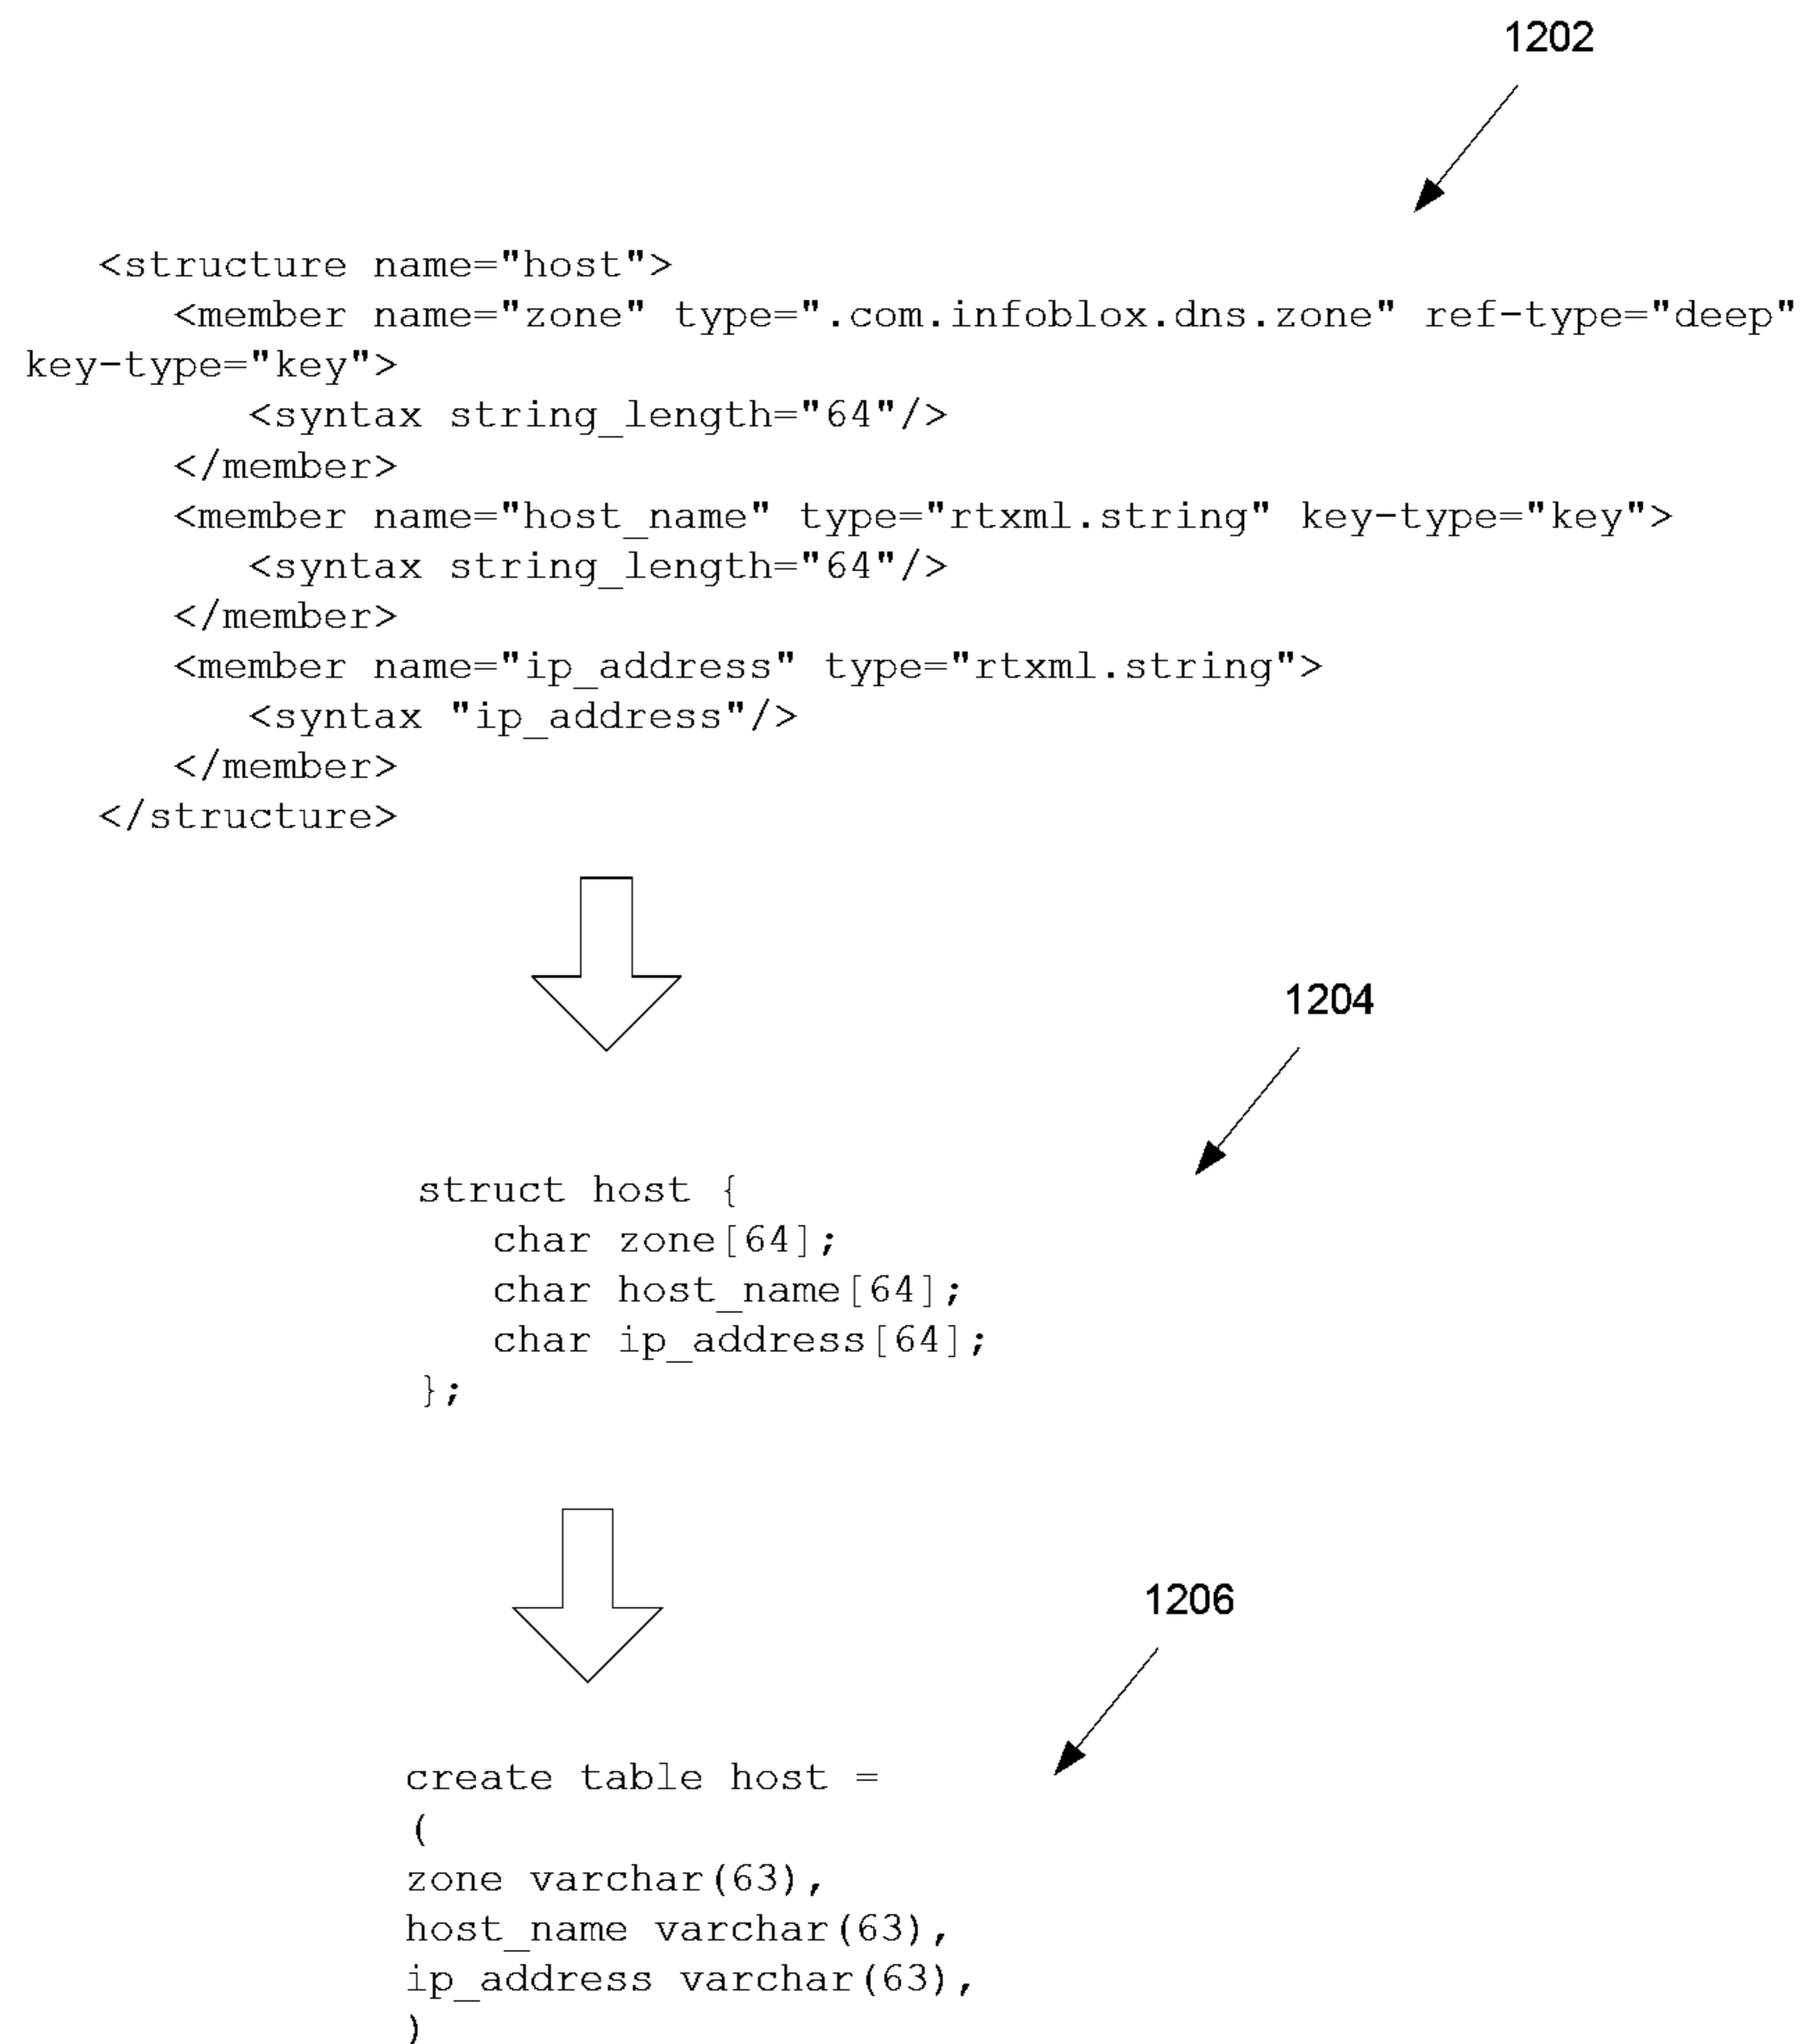 1202
<structure name="host">
<member name="zone" type=".com.infoblox.dns.zone" ref-type="deep"
key-type="key">
<syntax string_length="64"/>
</member>
<member name="host_name" type="rtxml.string" key-type="key">
<syntax string_length="64"/>
</member>
<member name="ip_address" type="rtxml.string">
<syntax "ip_address"/>
</member>
</structure>
1204
struct host {
char zone[64];
char host_name[64];
char ip_address[64];
};
1206
create table host =
(
zone varchar(63),
host_name varchar(63),
ip_address varchar(63),
)